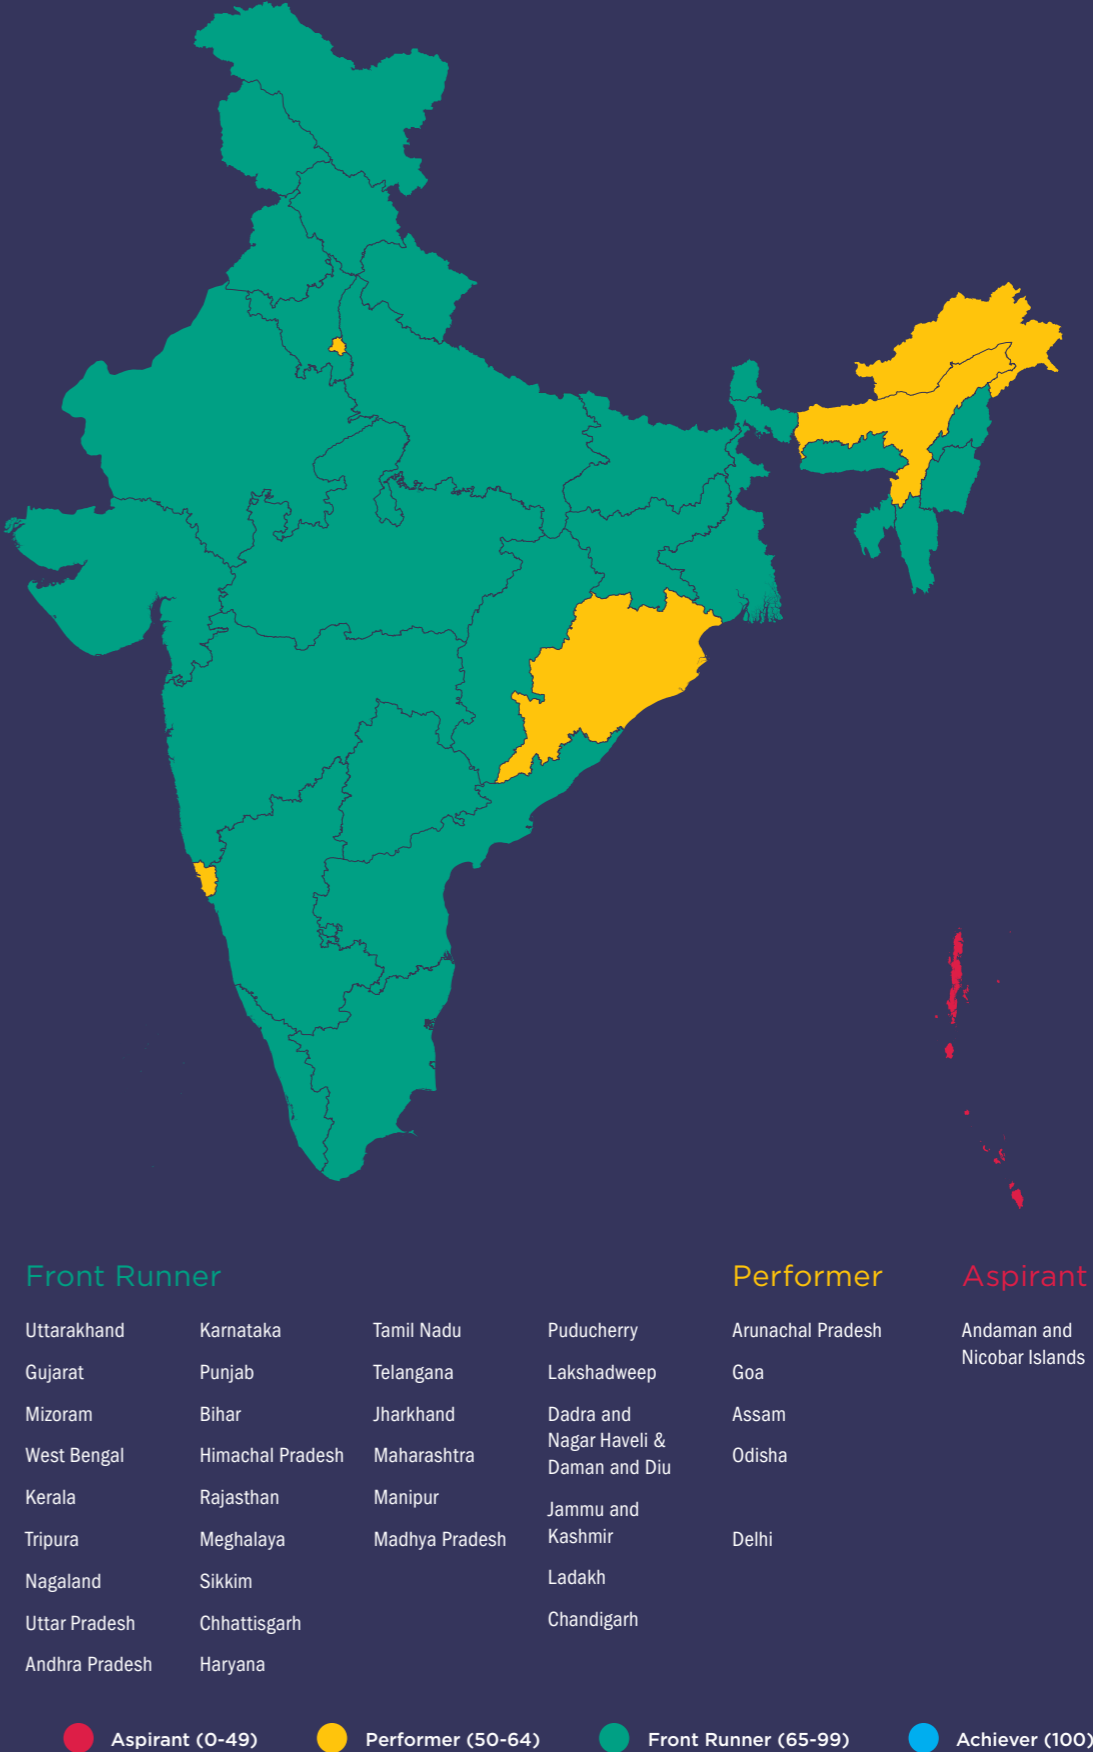 Front Runner
Uttarakhand
Gujarat
Mizoram
West Bengal
Kerala
Tripura
Nagaland
Uttar Pradesh
Andhra Pradesh
Karnataka
Punjab
Bihar
Himachal Pradesh
Rajasthan
Meghalaya
Sikkim
Chhattisgarh
Haryana
Tamil Nadu
Telangana
Jharkhand
Maharashtra
Manipur
Madhya Pradesh
Puducherry
Lakshadweep
Dadra and
Nagar Haveli &
Daman and Diu
Jammu and
Kashmir
Ladakh
Chandigarh
Performer
Arunachal Pradesh
Goa
Assam
Odisha
Delhi
Aspirant
Andaman and
Nicobar Islands
Aspirant (0-49)
Performer (50-64)
Front Runner (65-99)
Achiever (100)